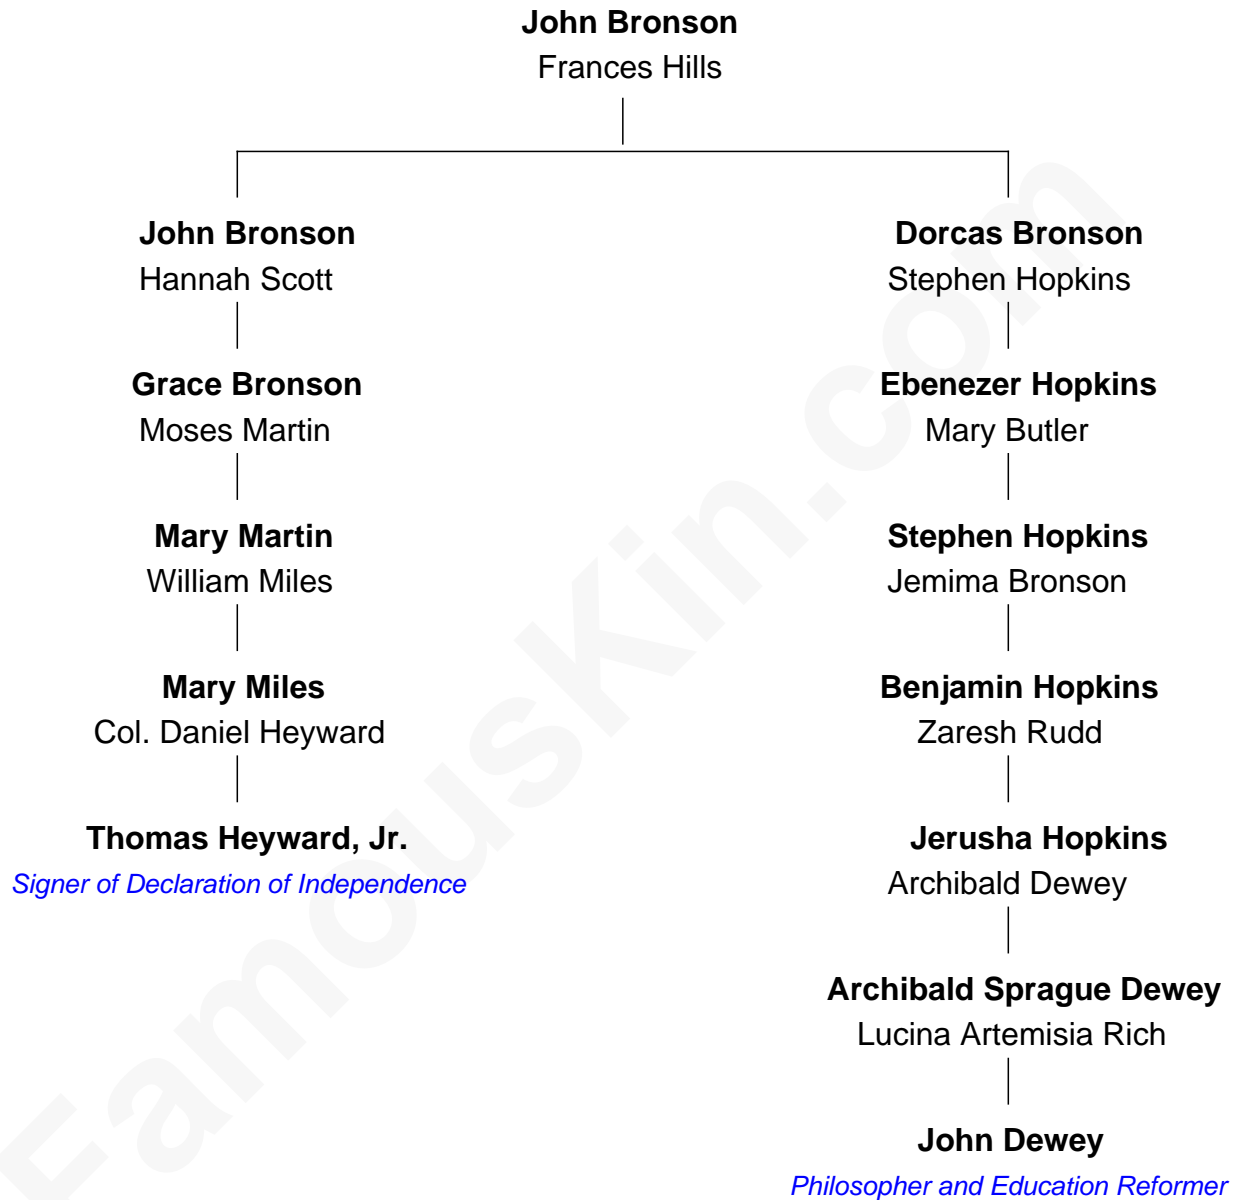 John Bronson
Frances Hills
John Bronson
Hannah Scott
Dorcas Bronson
Stephen Hopkins
Grace Bronson
Moses Martin
Ebenezer Hopkins
Mary Butler
Mary Martin
William Miles
Stephen Hopkins
Jemima Bronson
Mary Miles
Col. Daniel Heyward
Benjamin Hopkins
Zaresh Rudd
Thomas Heyward, Jr.
Signer of Declaration of Independence
Jerusha Hopkins
Archibald Dewey
Archibald Sprague Dewey
Lucina Artemisia Rich
John Dewey
Philosopher and Education Reformer
FamousKin.com